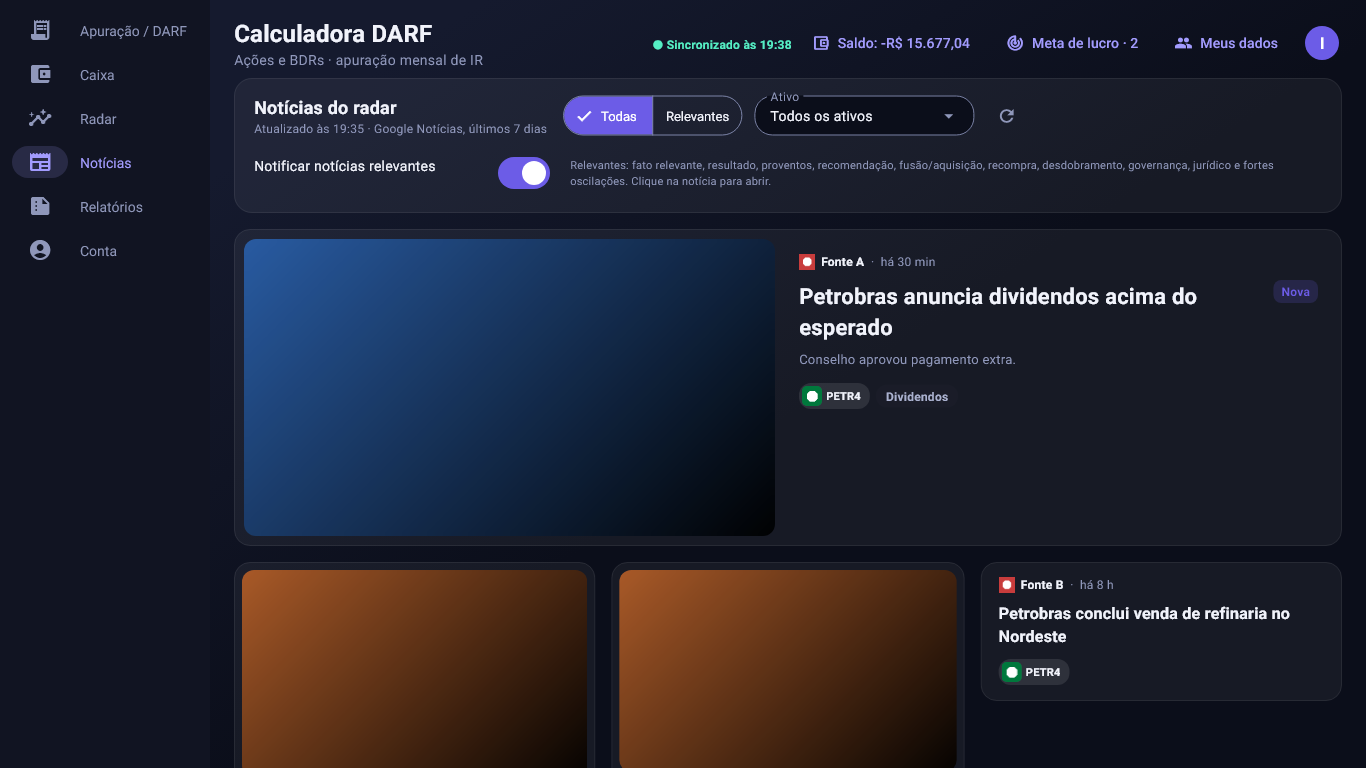 Apuração / DARF
Caixa
Radar
Notícias
Relatórios
Conta
Calculadora DARF
Ações e BDRs · apuração mensal de IR
Sincronizado às 19:38
Saldo: -R$ 15.677,04
Meta de lucro · 2
Meus dados
I
Notícias do radar
Atualizado às 19:35 · Google Notícias, últimos 7 dias
Todas
Relevantes
Ativo
Todos os ativos
Notificar notícias relevantes
Relevantes: fato relevante, resultado, proventos, recomendação, fusão/aquisição, recompra, desdobramento, governança, jurídico e fortes
oscilações. Clique na notícia para abrir.
Fonte A · há 30 min
Petrobras anuncia dividendos acima do
esperado
Nova
Conselho aprovou pagamento extra.
PETR4
Dividendos
Fonte B · há 8 h
Petrobras conclui venda de refinaria no
Nordeste
PETR4